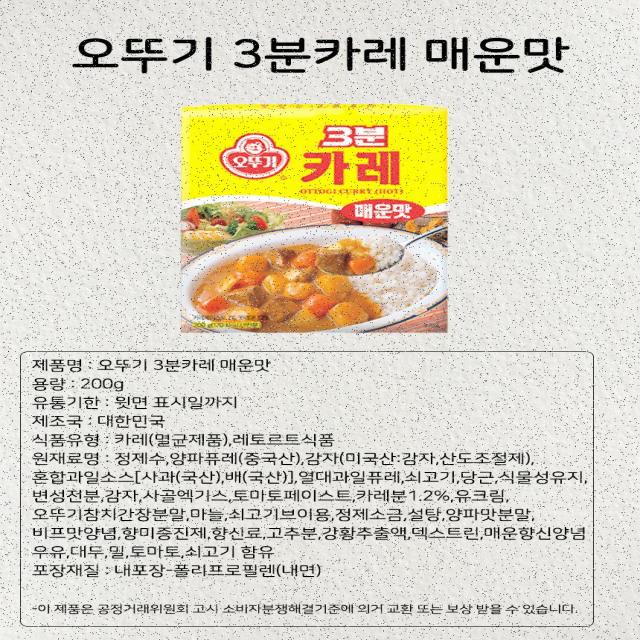 오뚜기 3분카레 매운맛
3분
오뚜기
카레
OTTOGI CURRY (HOT)
매운맛
제품명 : 오뚜기 3분카레 매운맛
용량 : 200g
유통기한 : 윗면 표시일까지
제조국 : 대한민국
식품유형 : 카레(멸균제품),레토르트식품
원재료명 : 정제수,양파퓨레(중국산),감자(미국산:감자,산도조절제),
혼합과일소스[사과(국산),배(국산)],열대과일퓨레,쇠고기,당근,식물성유지,
변성전분,감자,사골엑기스,토마토페이스트,카레분1.2%,유크림,
오뚜기참치간장분말,마늘,쇠고기브이용,정제소금,설탕,양파맛분말,
비프맛양념,향미증진제,향신료,고추분,강황추출액,덱스트린,매운향신양념
우유,대두,밀,토마토,쇠고기 함유
포장재질 : 내포장-폴리프로필렌(내면)
-이 제품은 공정거래위원회 고시 소비자분쟁해결기준에 의거 교환 또는 보상 받을 수 있습니다.